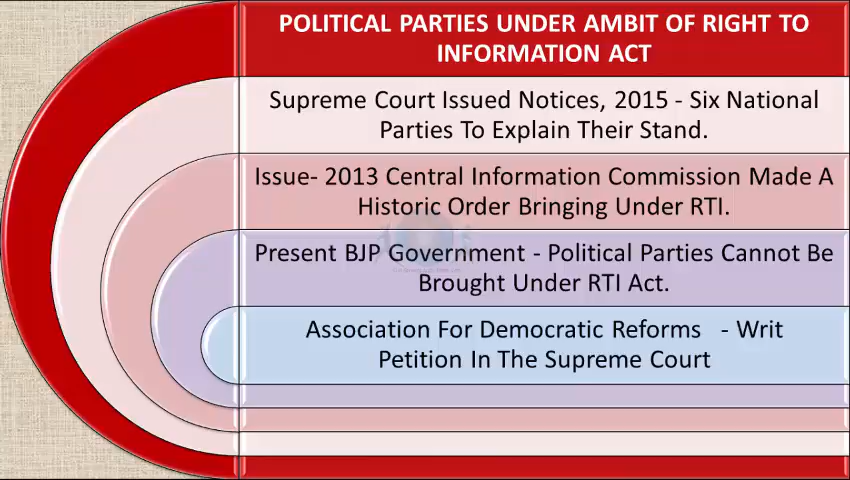 POLITICAL PARTIES UNDER AMBIT OF RIGHT TO
INFORMATION ACT
Supreme Court Issued Notices, 2015 - Six National
Parties To Explain Their Stand.
Issue- 2013 Central Information Commission Made A
Historic Order Bringing Under RTI.
Present BJP Government - Political Parties Cannot Be
Brought Under RTI Act.
Association For Democratic Reforms - Writ
Petition In The Supreme Court